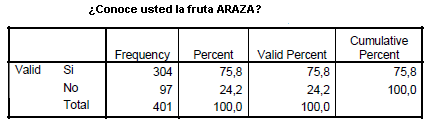 ¿Conoce usted la fruta ARAZA?
Frequency Percent Valid Percent Cumulative Percent
Valid Si 304 75,8 75,8 75,8
No 97 24,2 24,2 100,0
Total 401 100,0 100,0